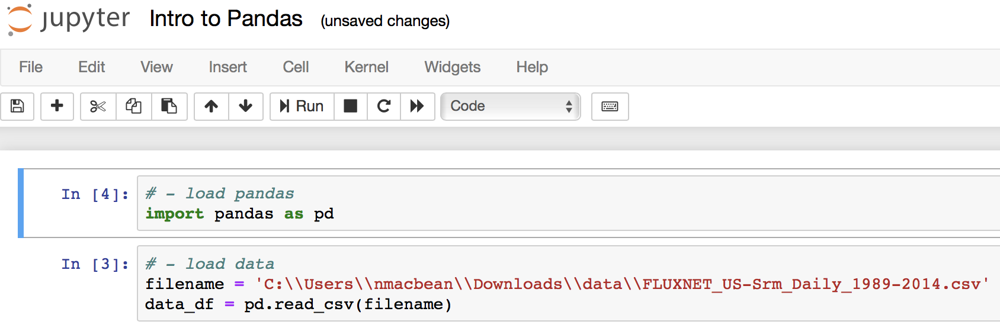 jupyter Intro to Pandas (unsaved changes)
File Edit View Insert Cell Kernel Widgets Help
Run Code
In [4]: # - load pandas
import pandas as pd
In [3]: # - load data
filename = 'C:\\Users\\nmacbean\\Downloads\\data\\FLUXNET_US-Srm_Daily_1989-2014.csv'
data_df = pd.read_csv(filename)